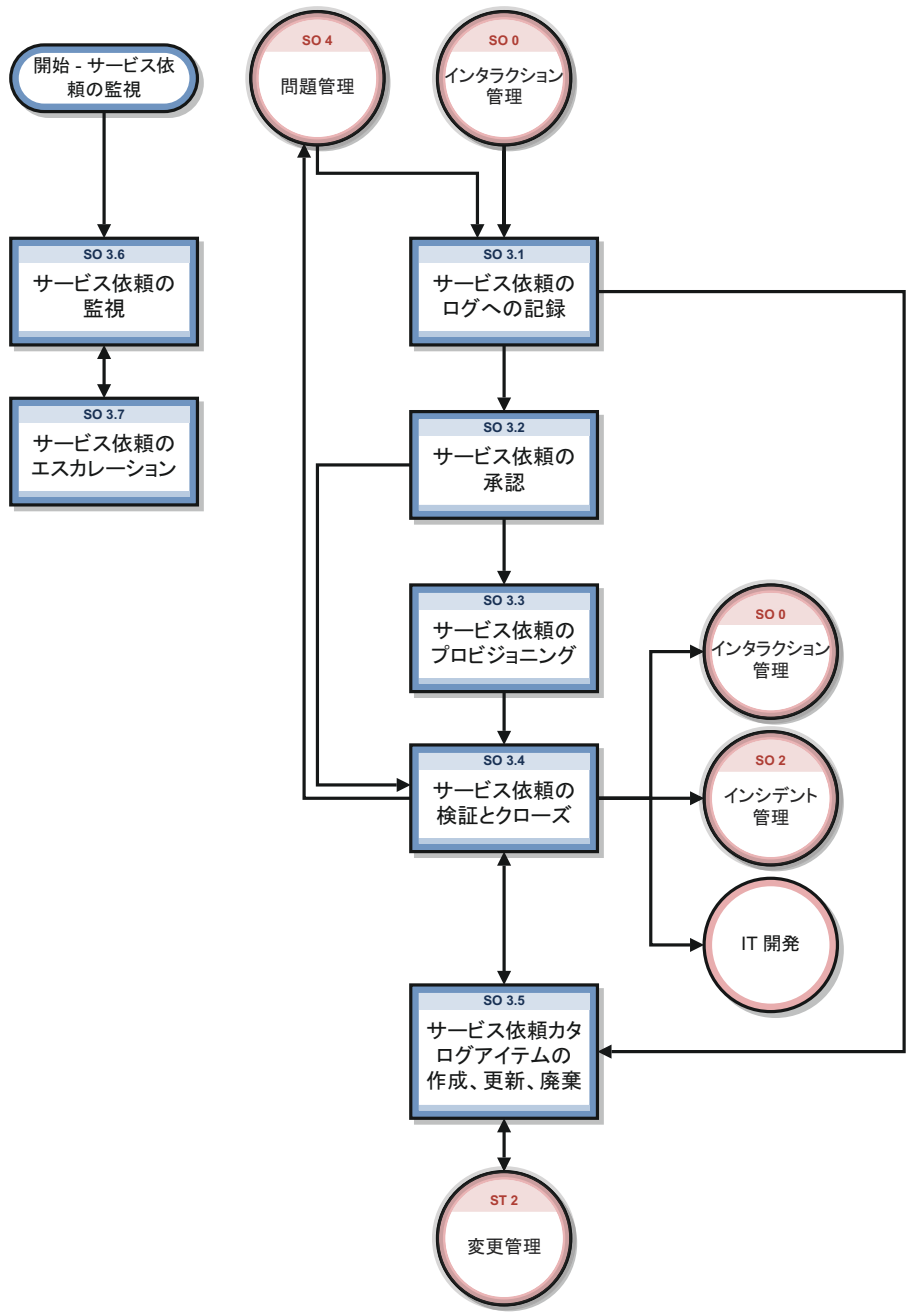 開始 - サービス依
頼の監視
SO 4
問題管理
SO 0
インタラクション
管理
SO 3.6
サービス依頼の
監視
SO 3.7
サービス依頼の
エスカレーション
SO 3.1
サービス依頼の
ログへの記録
SO 3.2
サービス依頼の
承認
SO 3.3
サービス依頼の
プロビジョニング
SO 3.4
サービス依頼の
検証とクローズ
SO 0
インタラクション
管理
SO 2
インシデント
管理
IT 開発
SO 3.5
サービス依頼カタ
ログアイテムの
作成、更新、廃棄
ST 2
変更管理